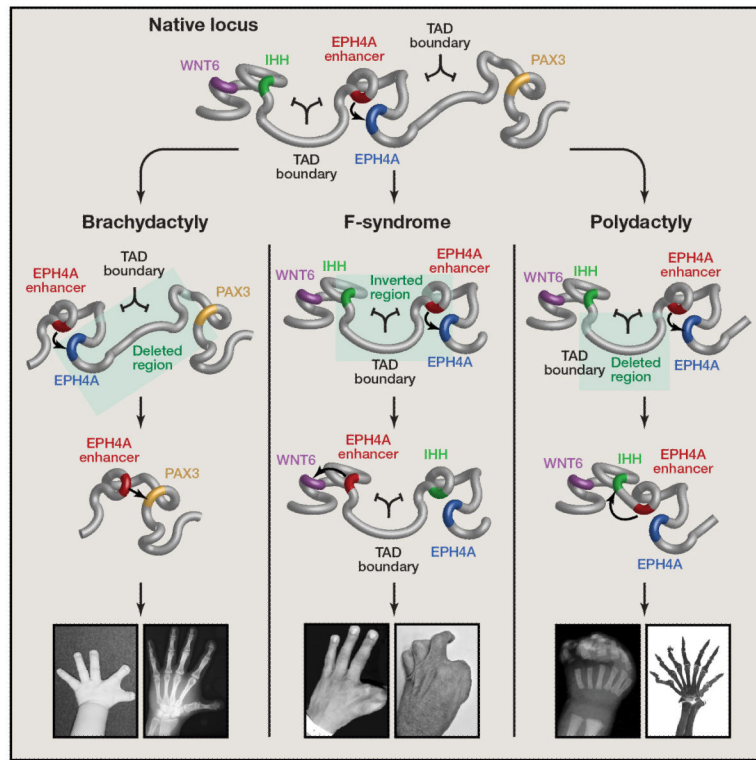 Native locus
WNT6
IHH
EPH4A
enhancer
TAD
boundary
PAX3
TAD
boundary
EPH4A
Brachydactyly
EPH4A
enhancer
TAD
boundary
PAX3
Deleted
region
EPH4A
EPH4A
enhancer
PAX3
F-syndrome
WNT6
IHH
Inverted
region
EPH4A
enhancer
TAD
boundary
EPH4A
WNT6
EPH4A
enhancer
IHH
TAD
boundary
EPH4A
Polydactyly
WNT6
IHH
EPH4A
enhancer
TAD
boundary
Deleted
region
EPH4A
WNT6
IHH
EPH4A
enhancer
EPH4A